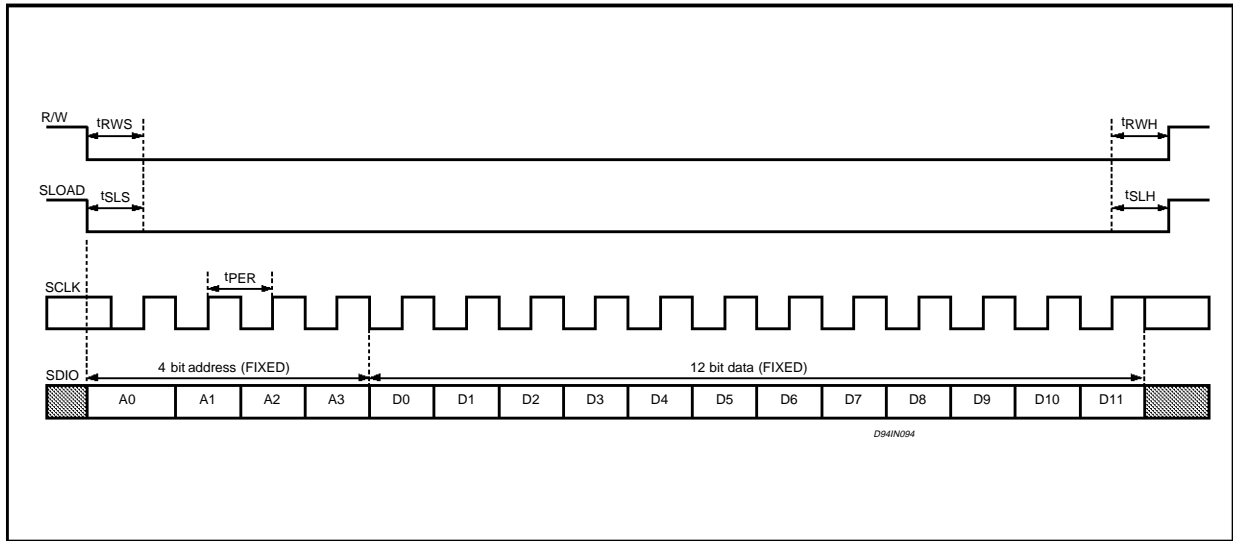 R/W
tRWS
tRWH
SLOAD
tSLS
tSLH
tPER
SCLK
SDIO
4 bit address (FIXED)
12 bit data (FIXED)
A0 A1 A2 A3 D0 D1 D2 D3 D4 D5 D6 D7 D8 D9 D10 D11
D94IN094